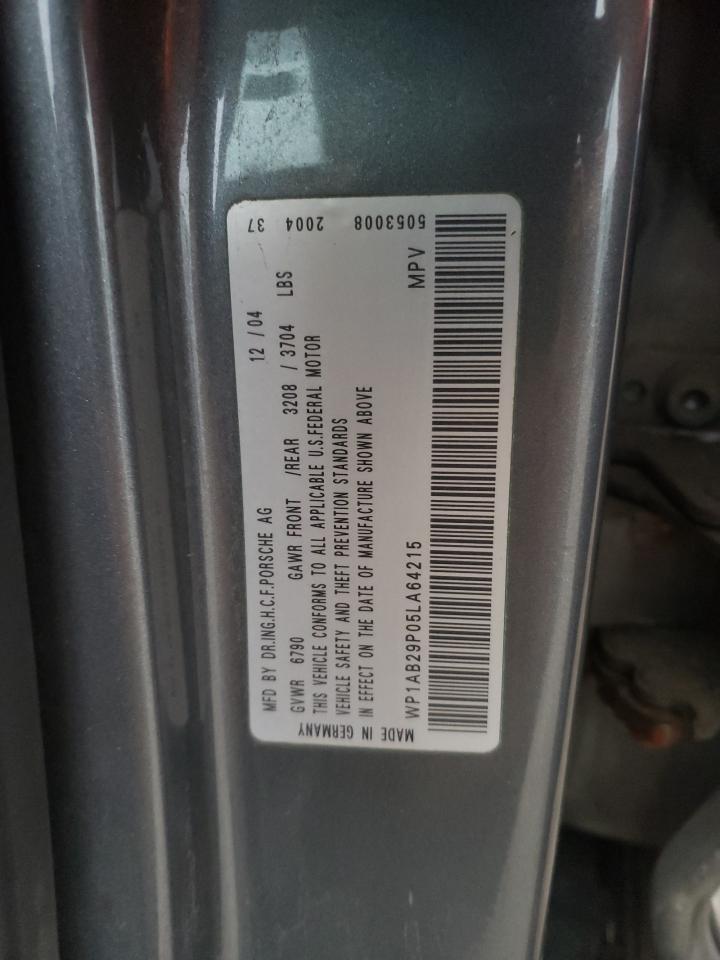 MFD BY DR.ING.H.C.F.PORSCHE AG 12 / 04
GVWR 6790 GAWR FRONT /REAR 3208 / 3704 LBS
THIS VEHICLE CONFORMS TO ALL APPLICABLE U.S.FEDERAL MOTOR
VEHICLE SAFETY AND THEFT PREVENTION STANDARDS
IN EFFECT ON THE DATE OF MANUFACTURE SHOWN ABOVE
WP1AB29P05LA64215 MPV
MADE IN GERMANY
37 2004 5053008